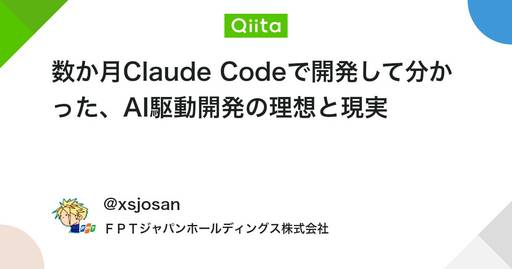 Qiita
数か月Claude Codeで開発して分か
った、AI駆動開発の理想と現実
@xsjosan
ＦＰＴジャパンホールディングス株式会社